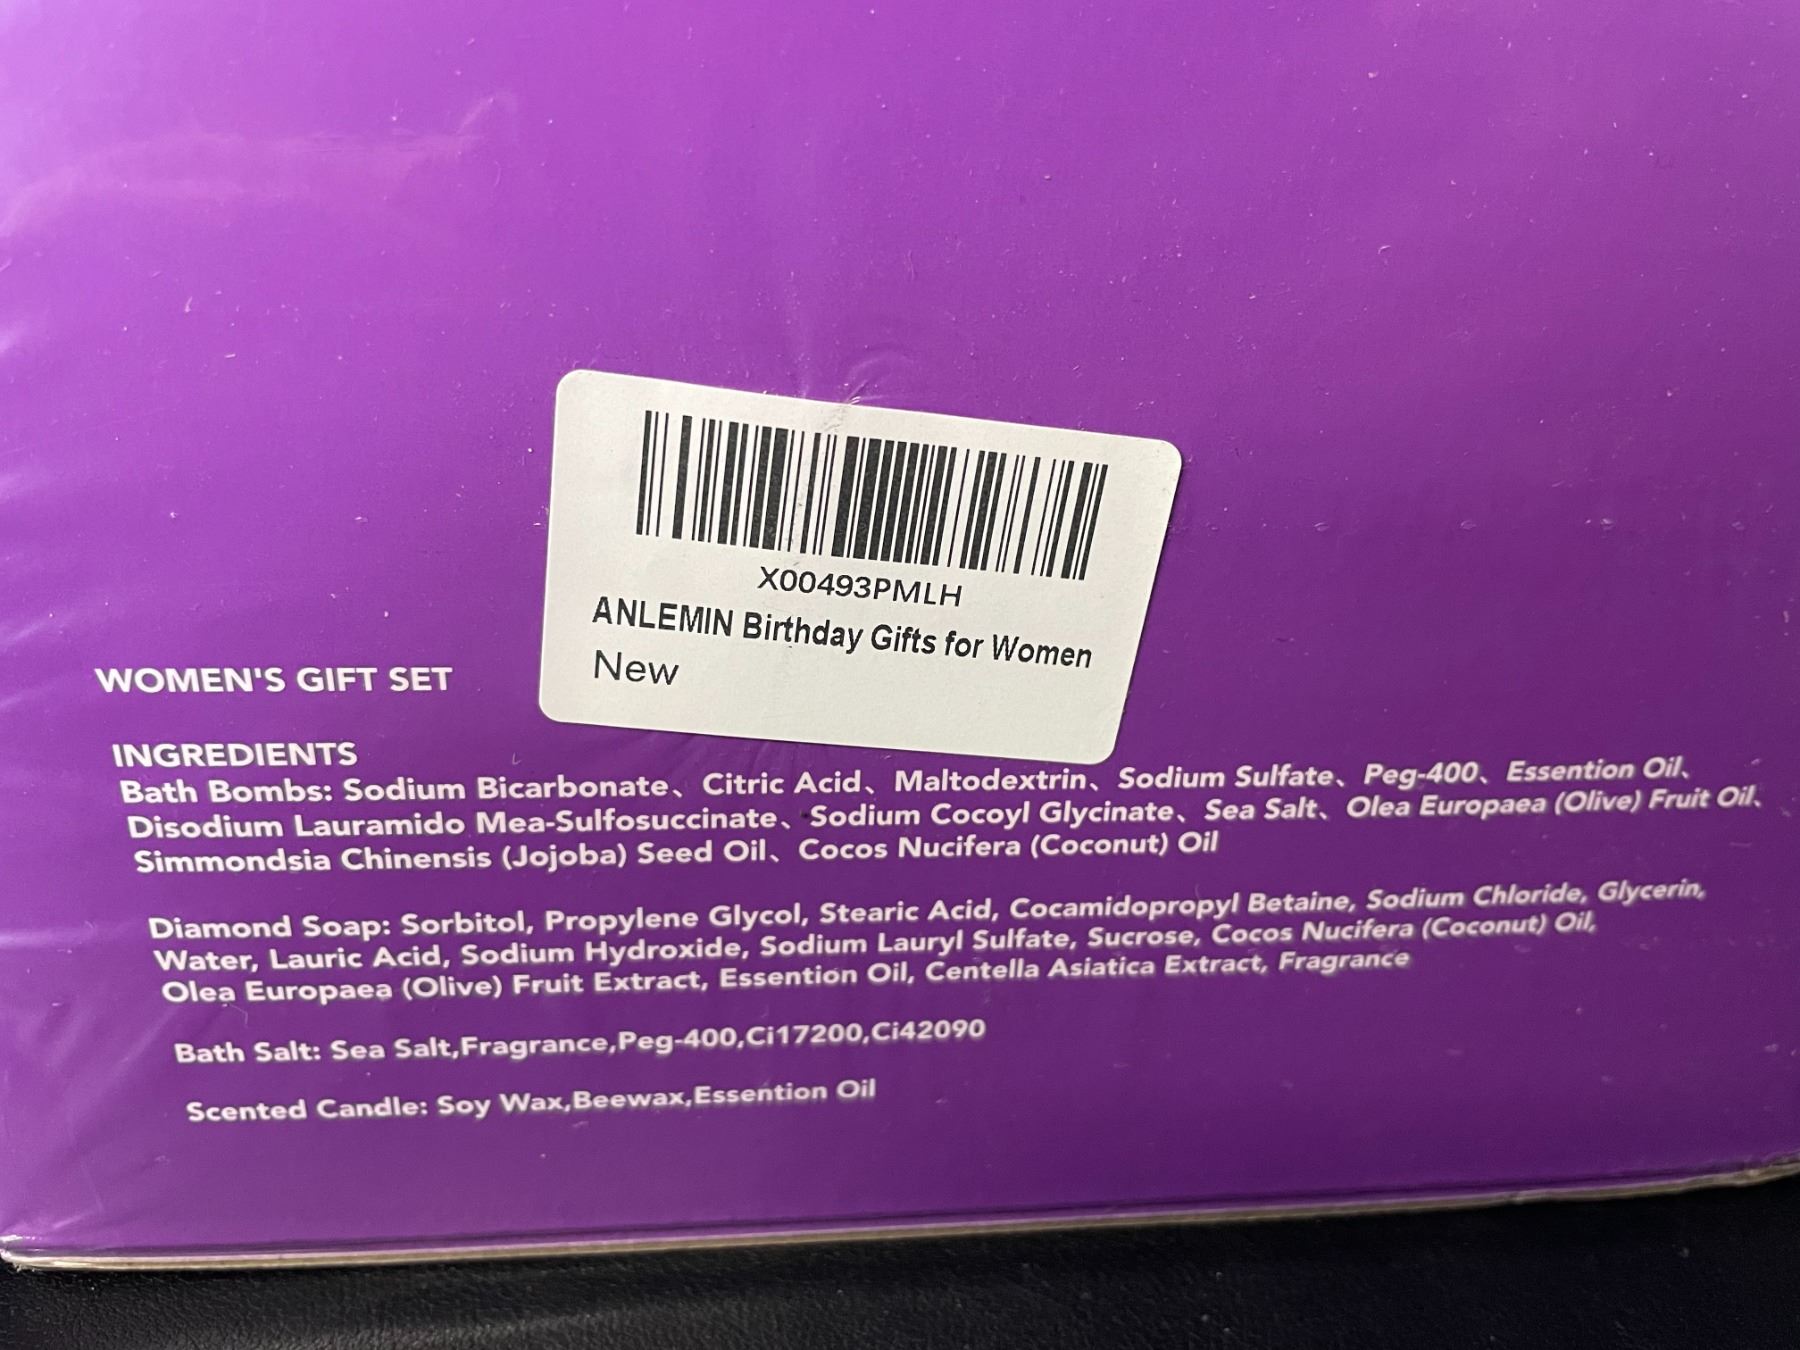 X00493PMLH
ANLEMIN Birthday Gifts for Women
New
WOMEN'S GIFT SET
INGREDIENTS
Bath Bombs: Sodium Bicarbonate、Citric Acid、Maltodextrin、Sodium Sulfate、Peg-400、Essention Oil、
Disodium Lauramido Mea-Sulfosuccinate、Sodium Cocoyl Glycinate、Sea Salt、Olea Europaea (Olive) Fruit Oil、
Simmondsia Chinensis (Jojoba) Seed Oil、Cocos Nucifera (Coconut) Oil
Diamond Soap: Sorbitol, Propylene Glycol, Stearic Acid, Cocamidopropyl Betaine, Sodium Chloride, Glycerin,
Water, Lauric Acid, Sodium Hydroxide, Sodium Lauryl Sulfate, Sucrose, Cocos Nucifera (Coconut) Oil,
Olea Europaea (Olive) Fruit Extract, Essention Oil, Centella Asiatica Extract, Fragrance
Bath Salt: Sea Salt,Fragrance,Peg-400,Ci17200,Ci42090
Scented Candle: Soy Wax,Beewax,Essention Oil